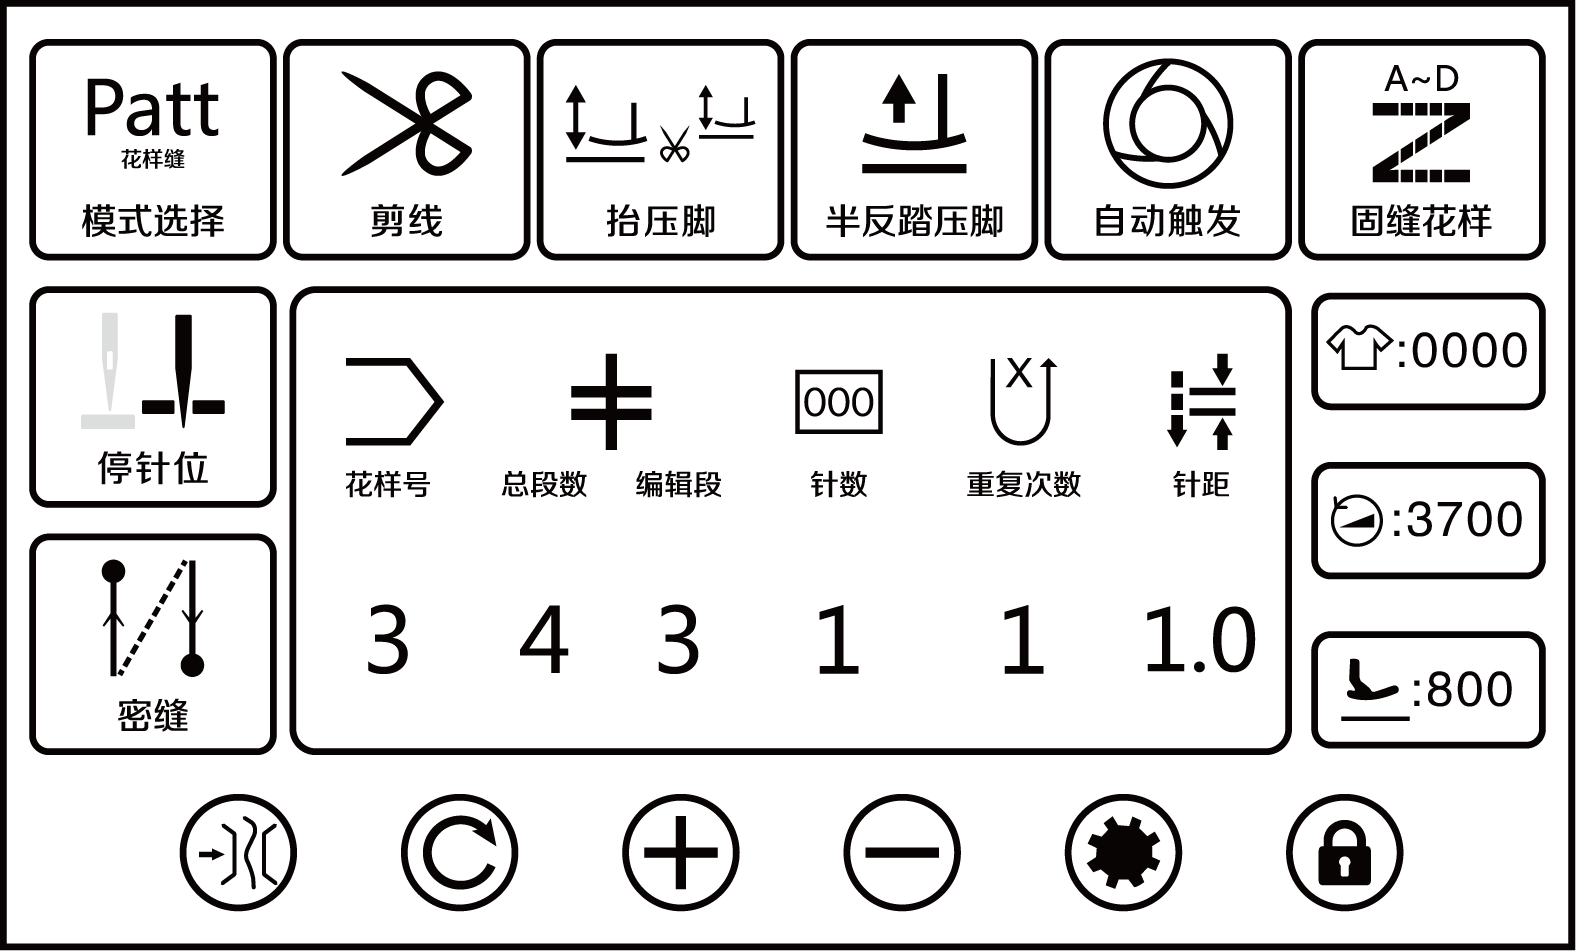 Patt
花样缝
模式选择
剪线
抬压脚
半反踏压脚
自动触发
A~D
固缝花样
停针位
密缝
000
X
花样号 总段数 编辑段 针数 重复次数 针距
3 4 3 1 1 1.0
:0000
:3700
:800